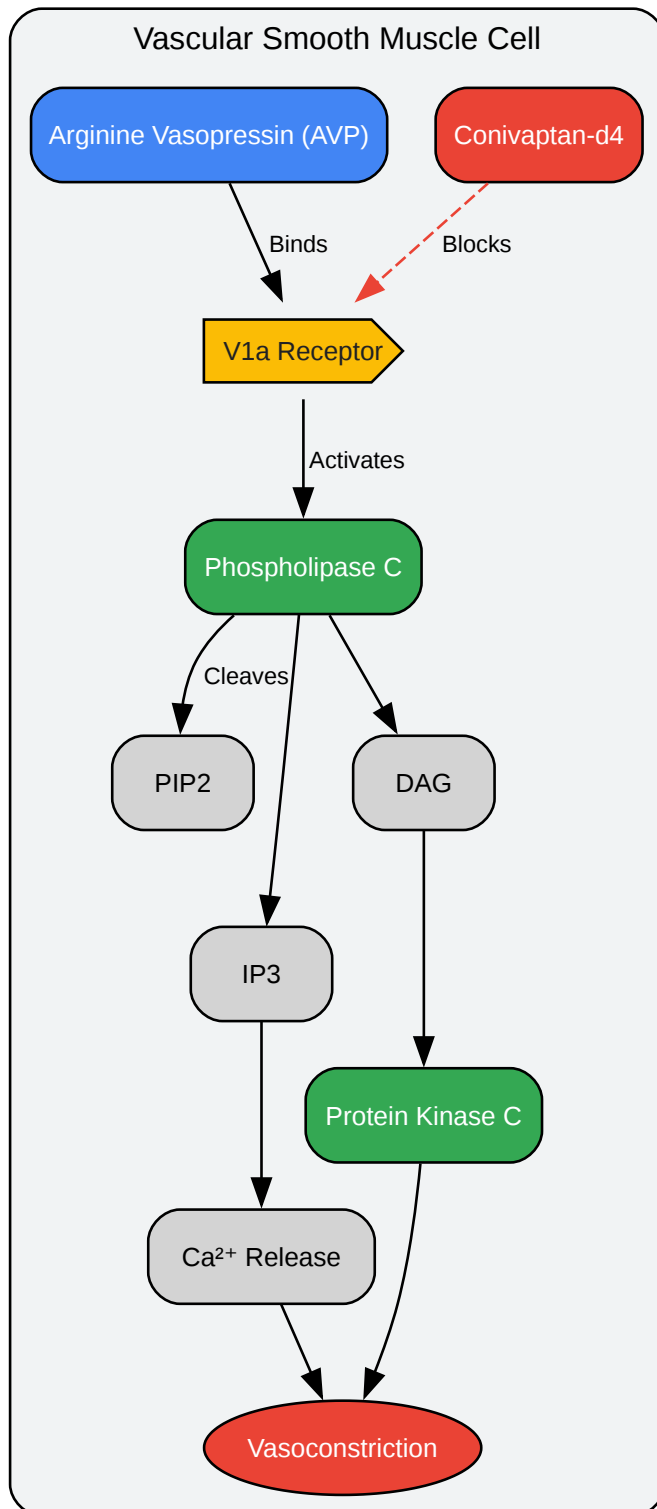 Vascular Smooth Muscle Cell
Arginine Vasopressin (AVP)
Conivaptan-d4
Binds
Blocks
V1a Receptor
Activates
Phospholipase C
Cleaves
PIP2
DAG
IP3
Protein Kinase C
Ca²⁺ Release
Vasoconstriction